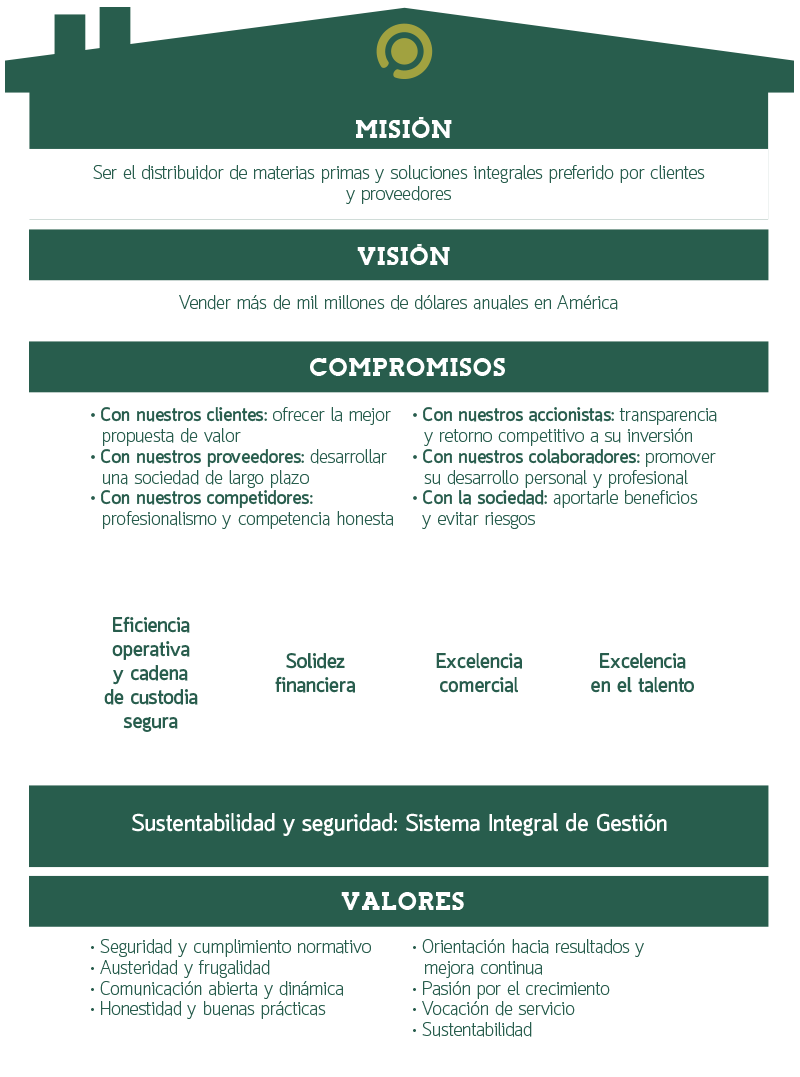 MISIÓN
Ser el distribuidor de materias primas y soluciones integrales preferido por clientes
y proveedores
VISIÓN
Vender más de mil millones de dólares anuales en América
COMPROMISOS
• Con nuestros clientes: ofrecer la mejor
propuesta de valor
• Con nuestros proveedores: desarrollar
una sociedad de largo plazo
• Con nuestros competidores:
profesionalismo y competencia honesta
• Con nuestros accionistas: transparencia
y retorno competitivo a su inversión
• Con nuestros colaboradores: promover
su desarrollo personal y profesional
• Con la sociedad: aportarle beneficios
y evitar riesgos
Eficiencia
operativa
y cadena
de custodia
segura
Solidez
financiera
Excelencia
comercial
Excelencia
en el talento
Sustentabilidad y seguridad: Sistema Integral de Gestión
VALORES
• Seguridad y cumplimiento normativo
• Austeridad y frugalidad
• Comunicación abierta y dinámica
• Honestidad y buenas prácticas
• Orientación hacia resultados y
mejora continua
• Pasión por el crecimiento
• Vocación de servicio
• Sustentabilidad